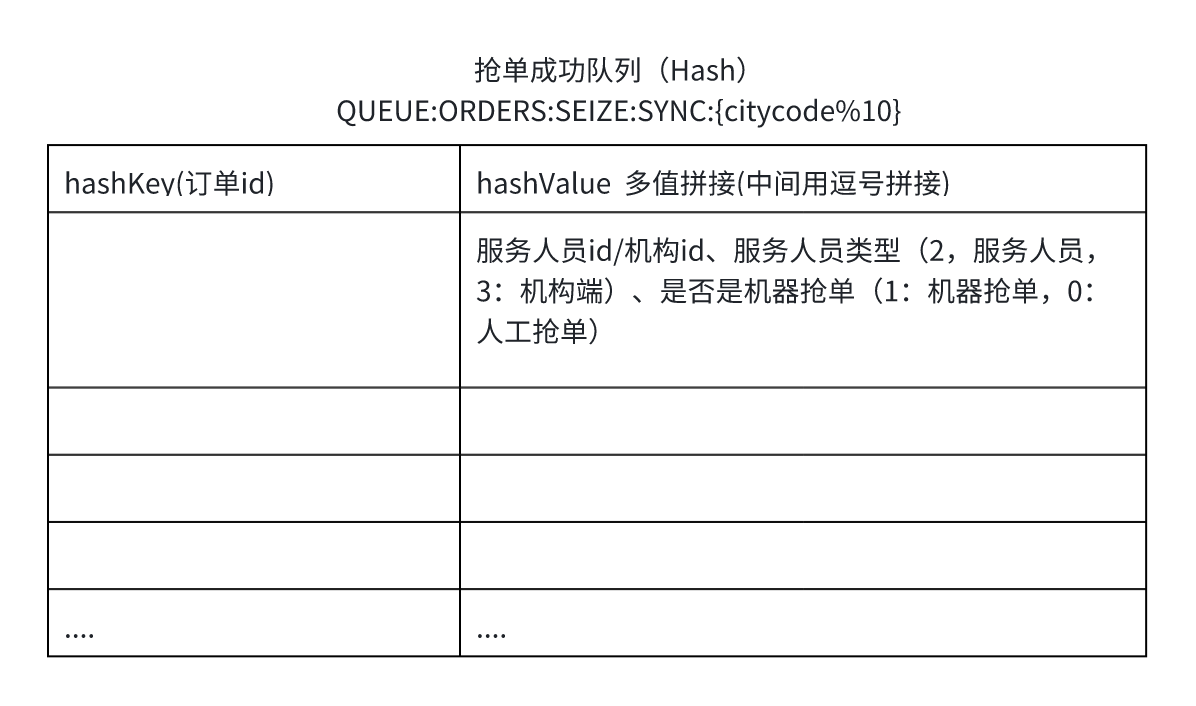 抢单成功队列（Hash）
QUEUE:ORDERS:SEIZE:SYNC:{citycode%10}
hashKey(订单id)
hashValue 多值拼接(中间用逗号拼接)
服务人员id/机构id、服务人员类型（2，服务人员，
3：机构端）、是否是机器抢单（1：机器抢单，0：
人工抢单）
....
....